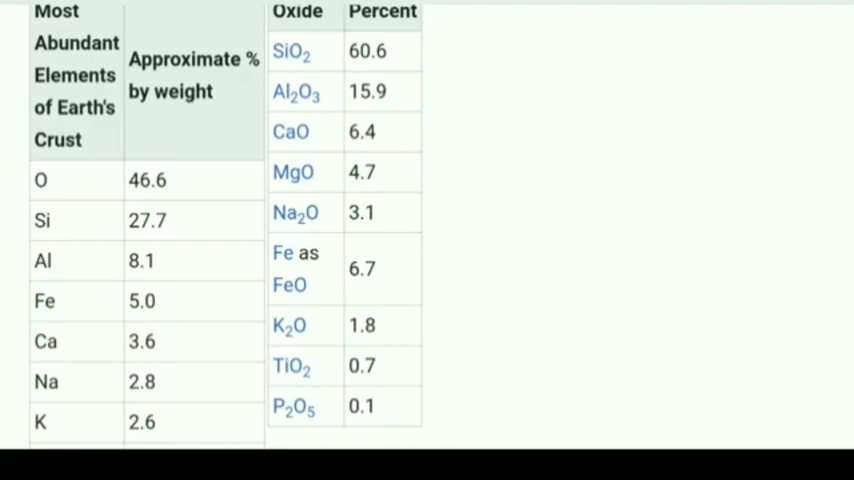 Most
Abundant
Elements
of Earth's
Crust
Approximate %
by weight
O 46.6
Si 27.7
Al 8.1
Fe 5.0
Ca 3.6
Na 2.8
K 2.6
Oxide Percent
SiO₂ 60.6
Al₂O₃ 15.9
CaO 6.4
MgO 4.7
Na₂O 3.1
Fe as
FeO
6.7
K₂O 1.8
TiO₂ 0.7
P₂O₅ 0.1